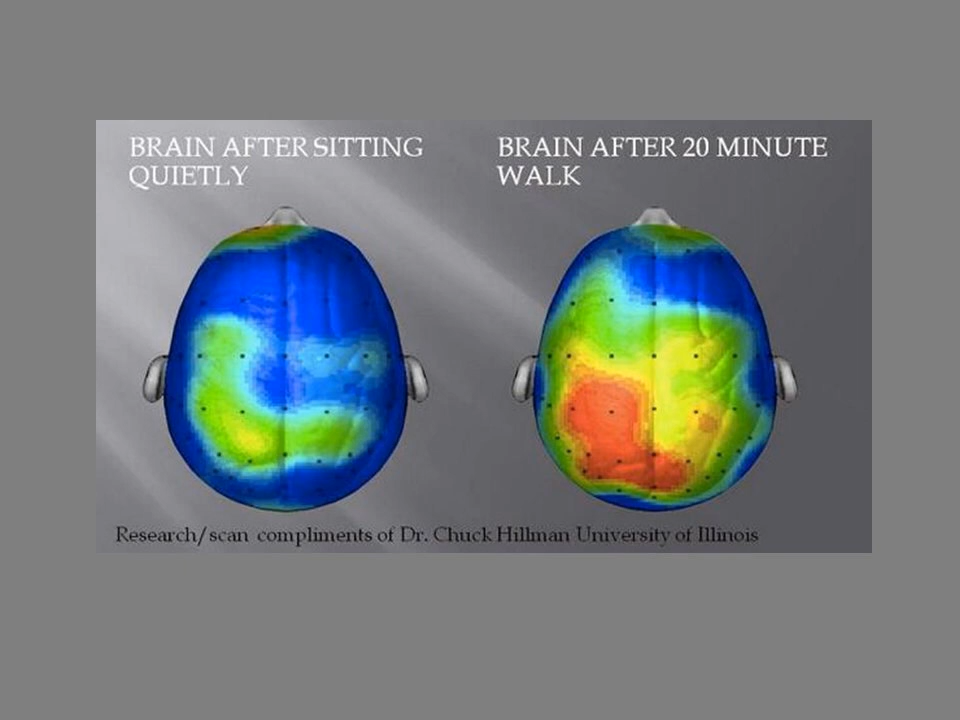 BRAIN AFTER SITTING
QUIETLY
BRAIN AFTER 20 MINUTE
WALK
Research/scan compliments of Dr. Chuck Hillman University of Illinois